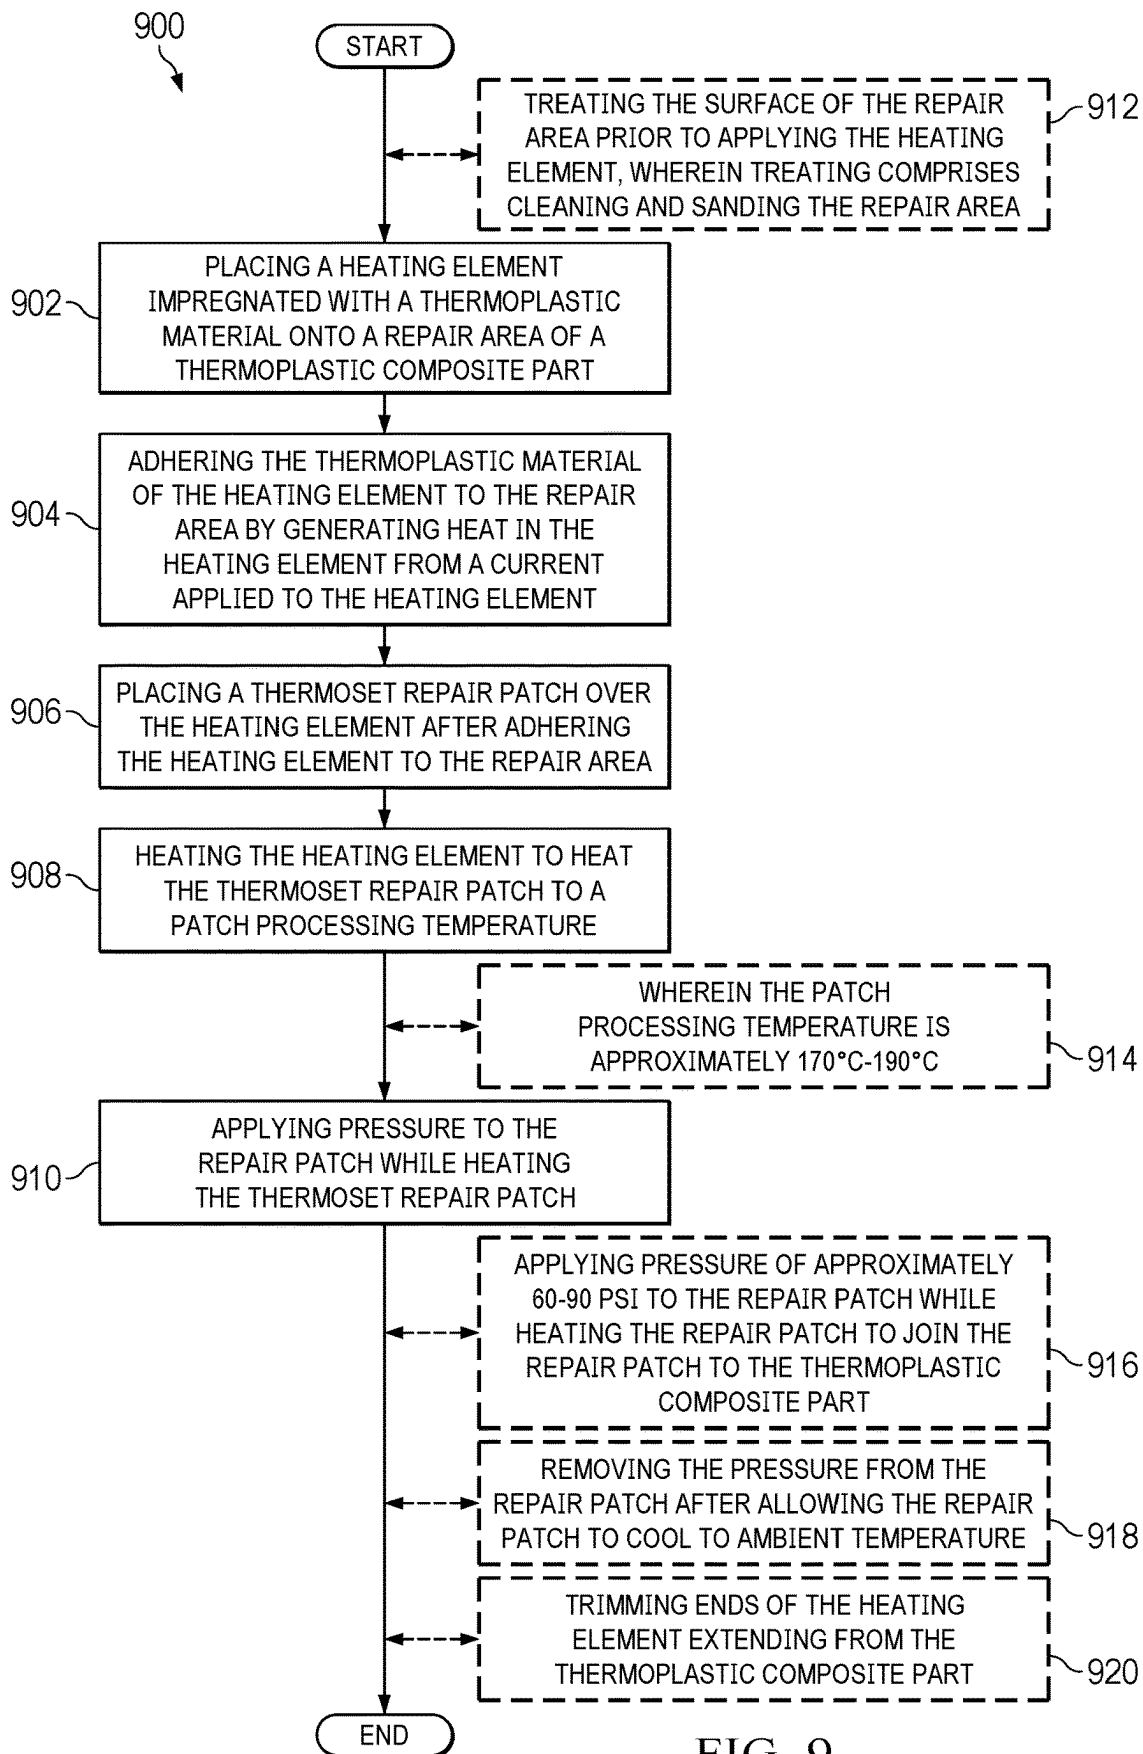 900
START
TREATING THE SURFACE OF THE REPAIR
AREA PRIOR TO APPLYING THE HEATING
ELEMENT, WHEREIN TREATING COMPRISES
CLEANING AND SANDING THE REPAIR AREA
912
902
PLACING A HEATING ELEMENT
IMPREGNATED WITH A THERMOPLASTIC
MATERIAL ONTO A REPAIR AREA OF A
THERMOPLASTIC COMPOSITE PART
904
ADHERING THE THERMOPLASTIC MATERIAL
OF THE HEATING ELEMENT TO THE REPAIR
AREA BY GENERATING HEAT IN THE
HEATING ELEMENT FROM A CURRENT
APPLIED TO THE HEATING ELEMENT
906
PLACING A THERMOSET REPAIR PATCH OVER
THE HEATING ELEMENT AFTER ADHERING
THE HEATING ELEMENT TO THE REPAIR AREA
908
HEATING THE HEATING ELEMENT TO HEAT
THE THERMOSET REPAIR PATCH TO A
PATCH PROCESSING TEMPERATURE
WHEREIN THE PATCH
PROCESSING TEMPERATURE IS
APPROXIMATELY 170°C-190°C
914
910
APPLYING PRESSURE TO THE
REPAIR PATCH WHILE HEATING
THE THERMOSET REPAIR PATCH
APPLYING PRESSURE OF APPROXIMATELY
60-90 PSI TO THE REPAIR PATCH WHILE
HEATING THE REPAIR PATCH TO JOIN THE
REPAIR PATCH TO THE THERMOPLASTIC
COMPOSITE PART
916
REMOVING THE PRESSURE FROM THE
REPAIR PATCH AFTER ALLOWING THE REPAIR
PATCH TO COOL TO AMBIENT TEMPERATURE
918
TRIMMING ENDS OF THE HEATING
ELEMENT EXTENDING FROM THE
THERMOPLASTIC COMPOSITE PART
920
END
FIG. 9